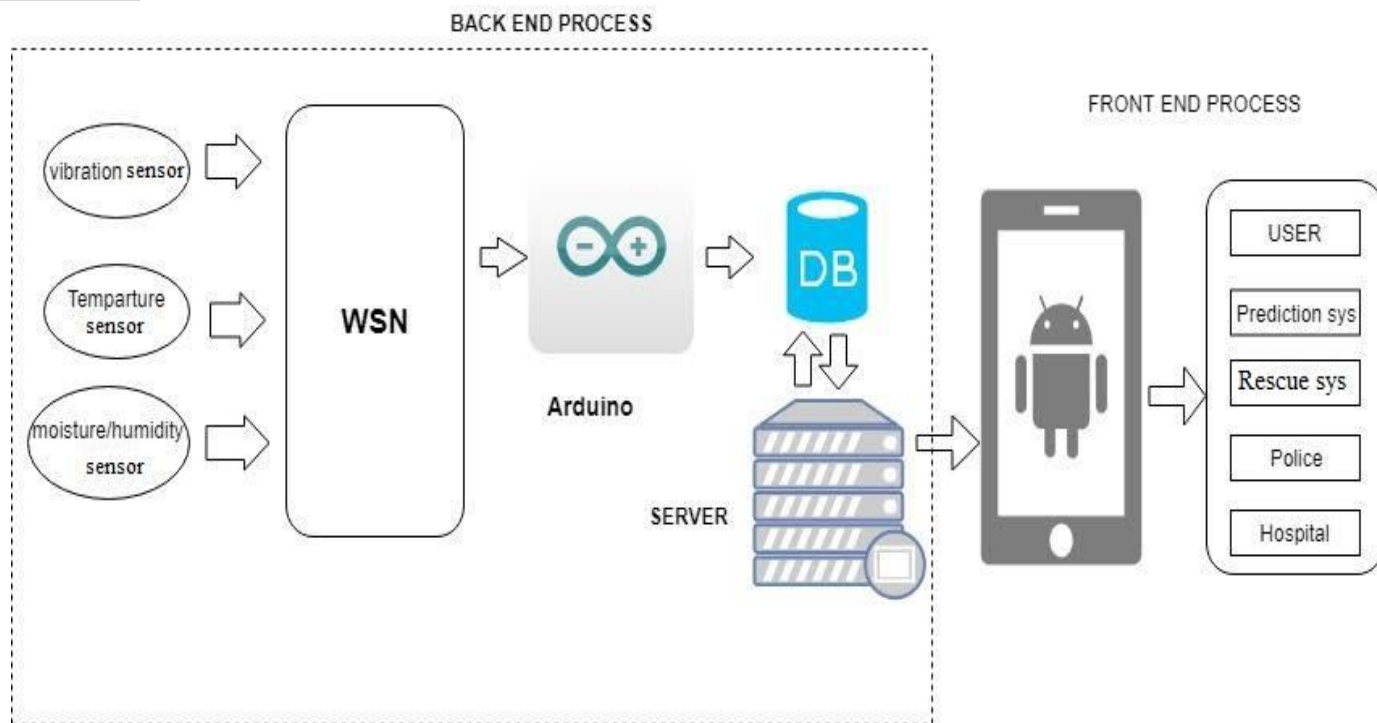 BACK END PROCESS
FRONT END PROCESS
vibration sensor
Temparture
sensor
moisture/humidity
sensor
WSN
Arduino
DB
SERVER
USER
Prediction sys
Rescue sys
Police
Hospital